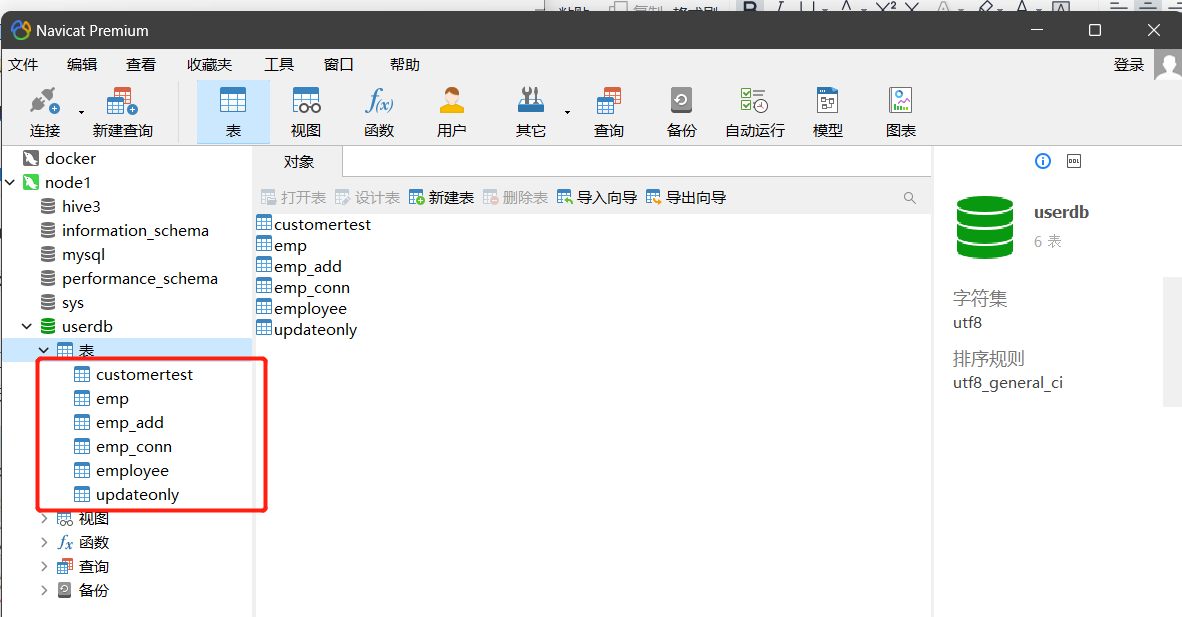 Navicat Premium
文件 编辑 查看 收藏夹 工具 窗口 帮助 登录
连接 新建查询 表 视图 函数 用户 其它 查询 备份 自动运行 模型 图表
docker
node1
hive3
information_schema
mysql
performance_schema
sys
userdb
表
customertest
emp
emp_add
emp_conn
employee
updateonly
视图
函数
查询
备份
对象
打开表 设计表 新建表 删除表 导入向导 导出向导
customertest
emp
emp_add
emp_conn
employee
updateonly
userdb
6 表
字符集
utf8
排序规则
utf8_general_ci